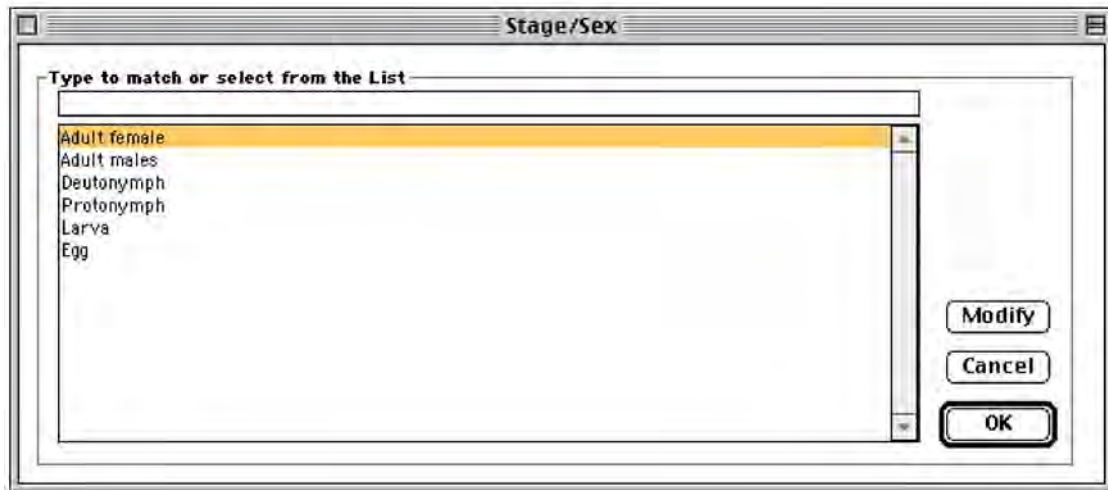 Stage/Sex
Type to match or select from the List
Adult female
Adult males
Deutonymph
Protonymph
Larva
Egg
Modify
Cancel
OK